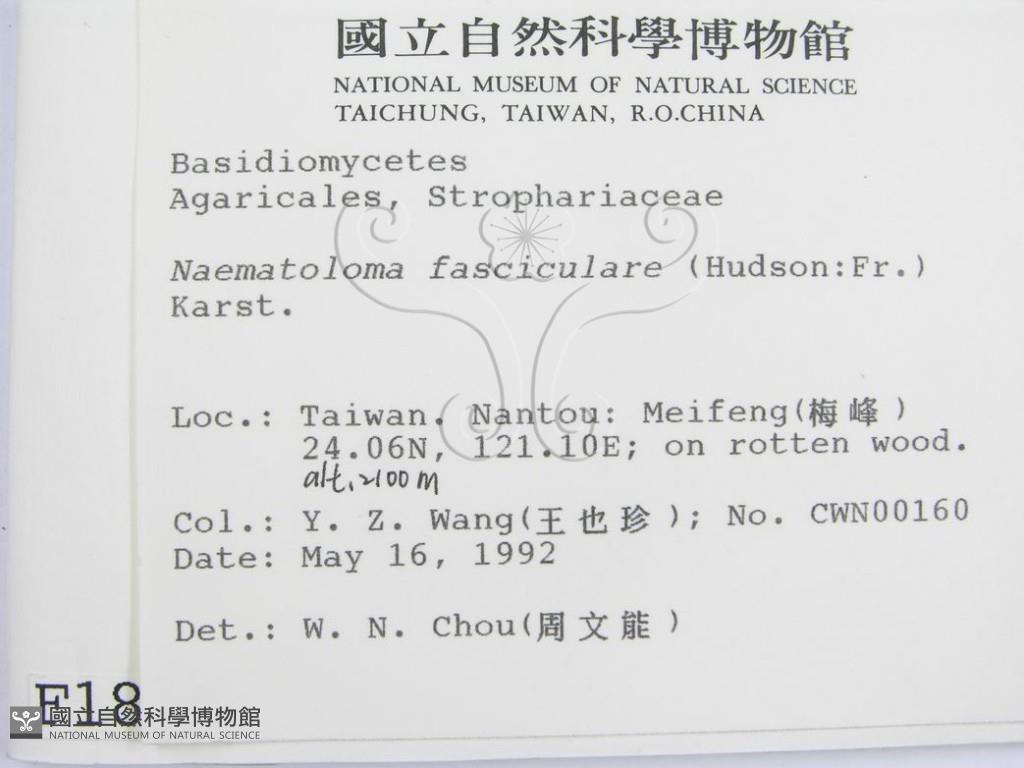 國立自然科學博物館
NATIONAL MUSEUM OF NATURAL SCIENCE
TAICHUNG, TAIWAN, R.O.CHINA
Basidiomycetes
Agaricales, Strophariaceae
Naematoloma fasciculare (Hudson:Fr.)
Karst.
Loc.: Taiwan. Nantou: Meifeng(梅峰)
24.06N, 121.10E; on rotten wood.
alt. 2100 m
Col.: Y. Z. Wang(王也珍); No. CWN00160
Date: May 16, 1992
Det.: W. N. Chou(周文能)
F18
國立自然科學博物館
NATIONAL MUSEUM OF NATURAL SCIENCE